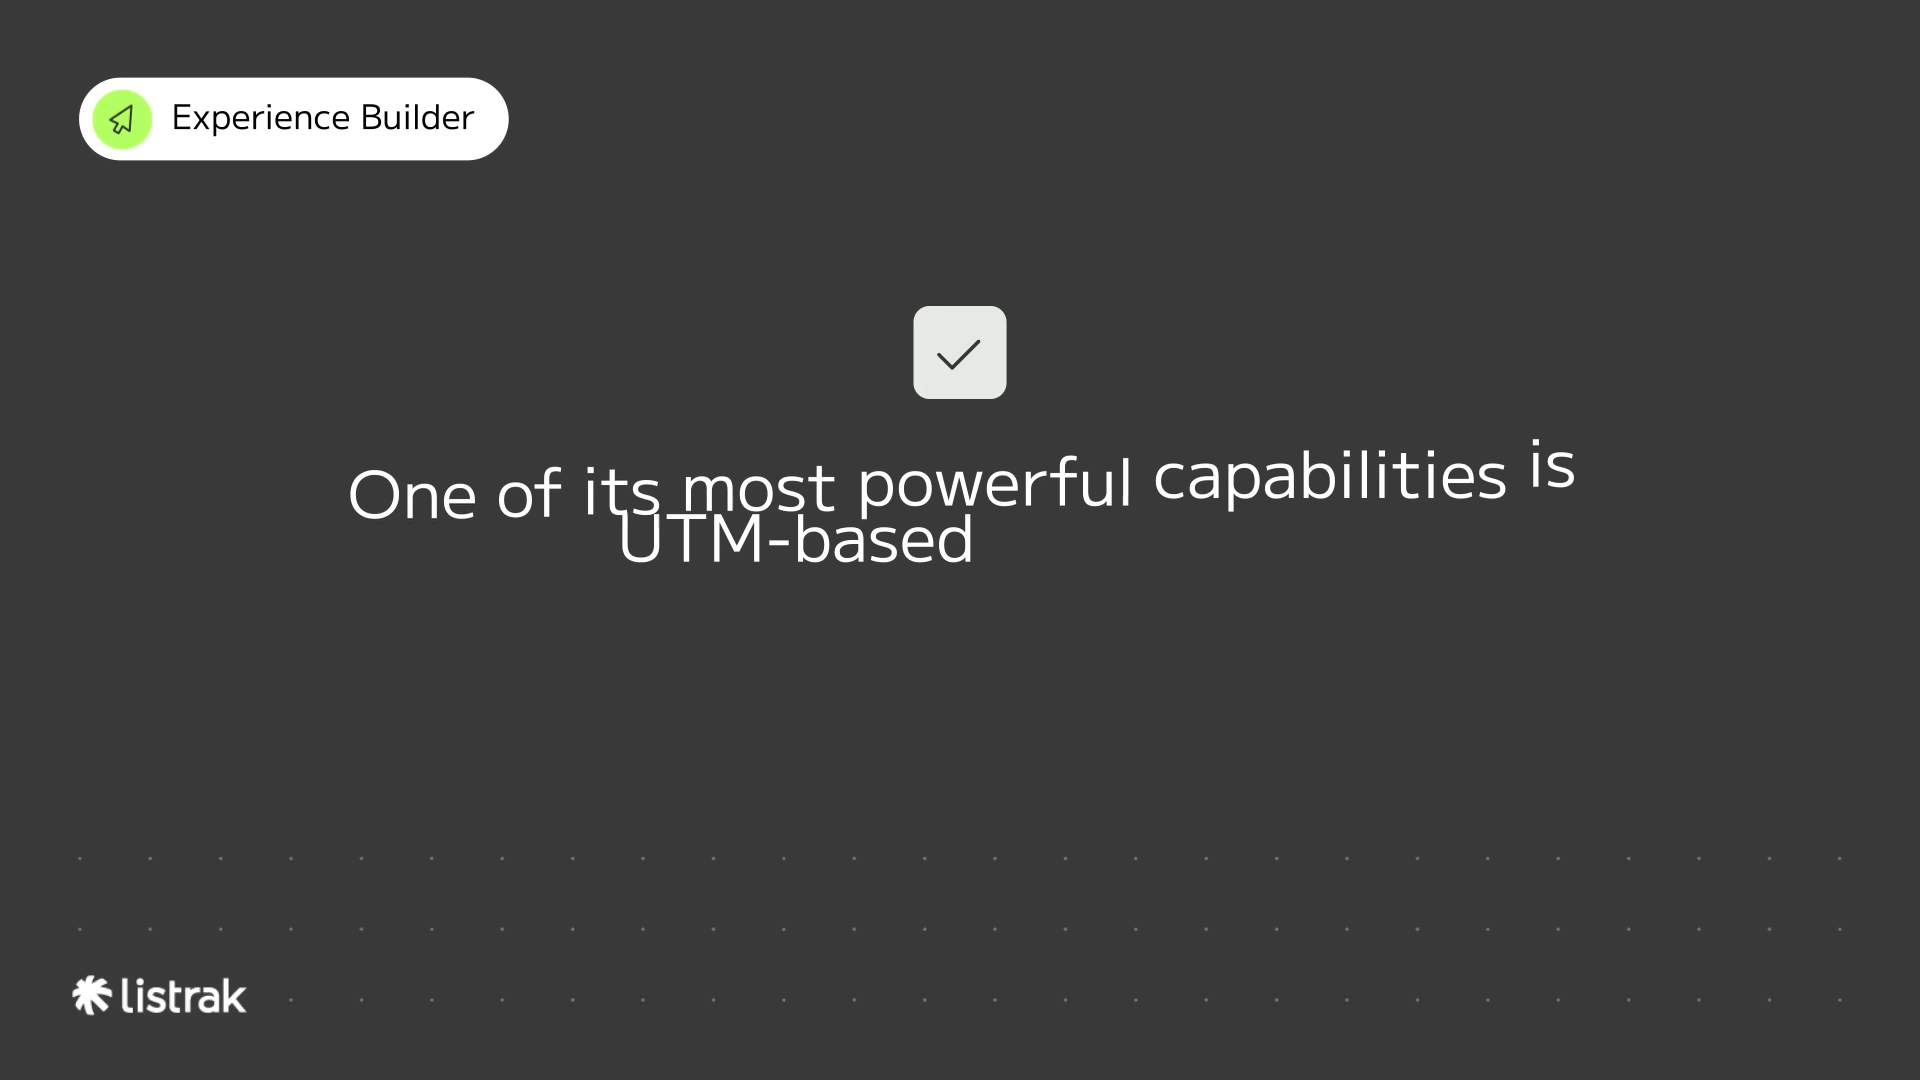 Experience Builder
One of its most powerful capabilities is
UTM-based
listrak